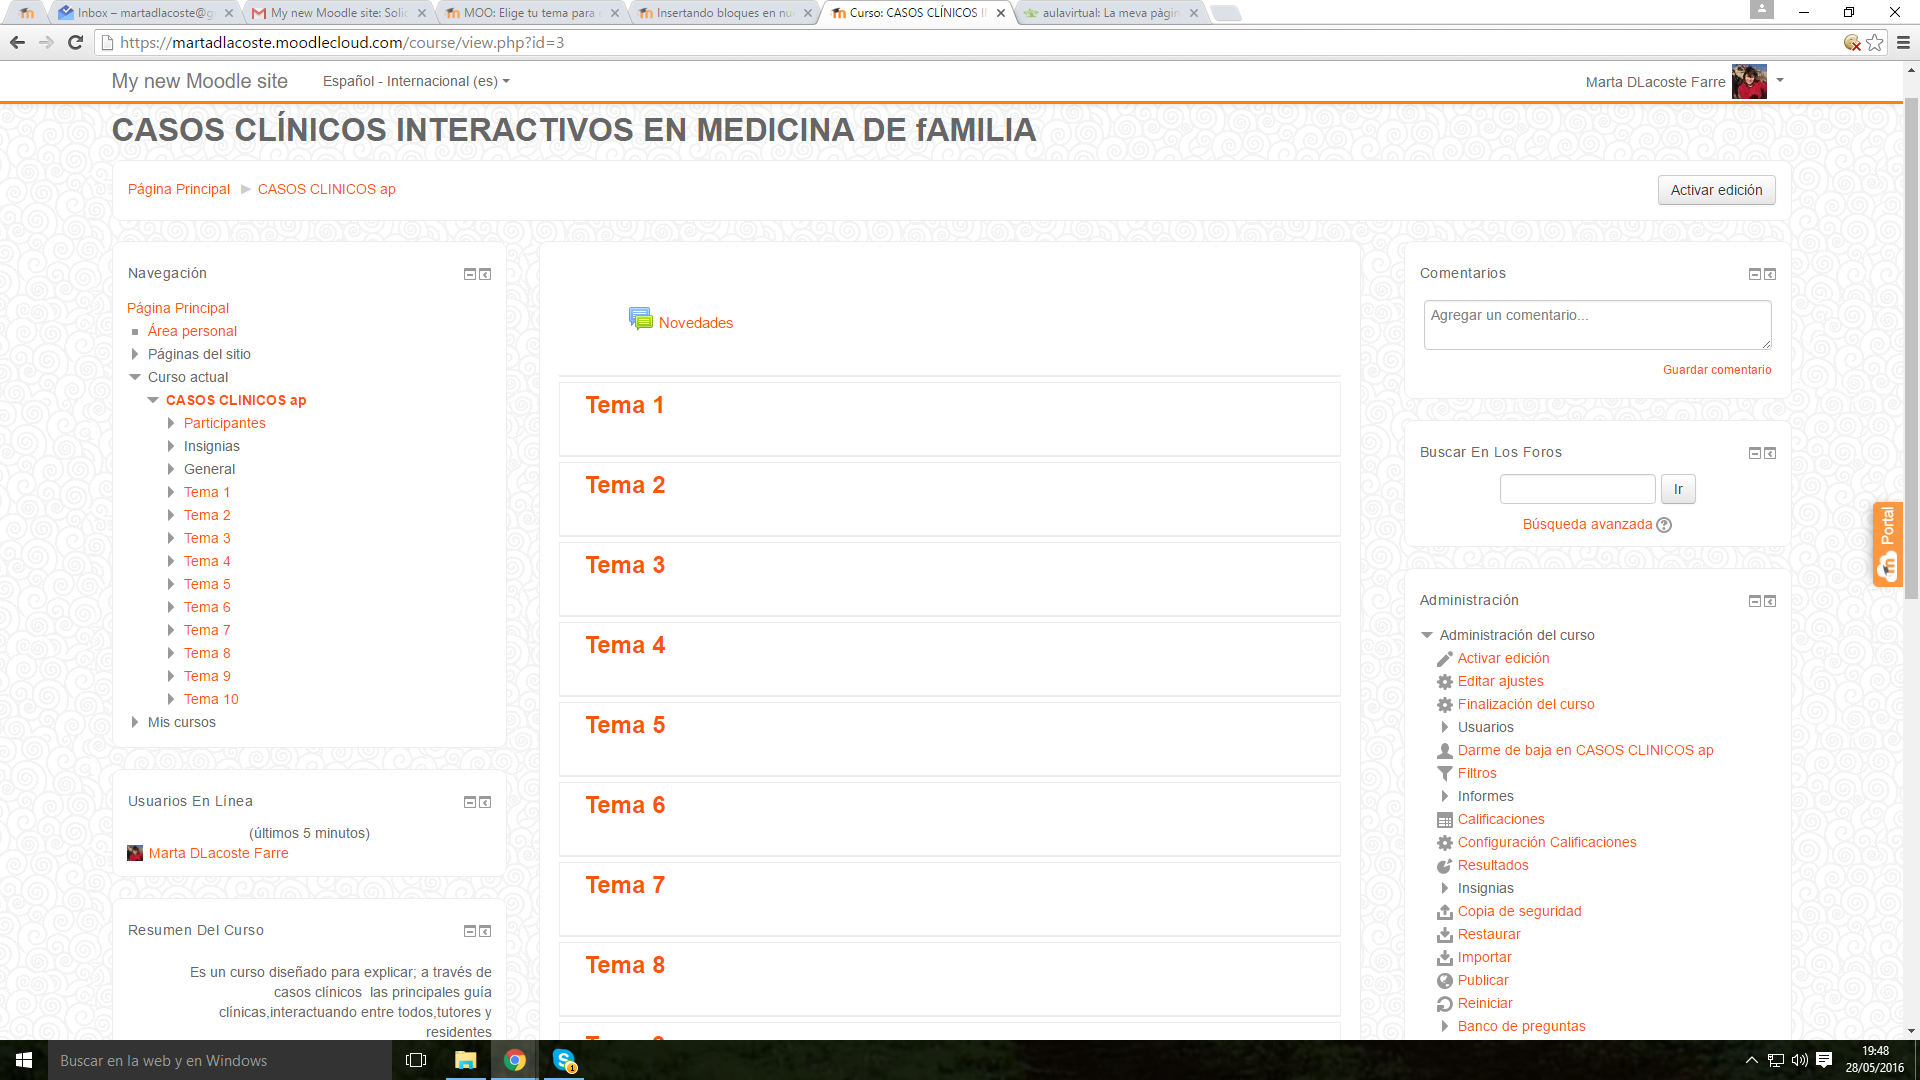 Inbox – martadlacoste@g
My new Moodle site: Solic
MOO: Elige tu tema para
Insertando bloques en nu
Curso: CASOS CLÍNICOS I
aulavirtual: La meva pàgin
https://martadlacoste.moodlecloud.com/course/view.php?id=3
My new Moodle site
Español - Internacional (es)
Marta DLacoste Farre
CASOS CLÍNICOS INTERACTIVOS EN MEDICINA DE fAMILIA
Página Principal
CASOS CLINICOS ap
Activar edición
Navegación
Página Principal
Área personal
Páginas del sitio
Curso actual
CASOS CLINICOS ap
Participantes
Insignias
General
Tema 1
Tema 2
Tema 3
Tema 4
Tema 5
Tema 6
Tema 7
Tema 8
Tema 9
Tema 10
Mis cursos
Usuarios En Línea
(últimos 5 minutos)
Marta DLacoste Farre
Resumen Del Curso
Es un curso diseñado para explicar; a través de
casos clínicos las principales guía
clínicas,interactuando entre todos,tutores y
residentes
Novedades
Tema 1
Tema 2
Tema 3
Tema 4
Tema 5
Tema 6
Tema 7
Tema 8
Comentarios
Agregar un comentario...
Guardar comentario
Buscar En Los Foros
Ir
Búsqueda avanzada
Portal
Administración
Administración del curso
Activar edición
Editar ajustes
Finalización del curso
Usuarios
Darme de baja en CASOS CLINICOS ap
Filtros
Informes
Calificaciones
Configuración Calificaciones
Resultados
Insignias
Copia de seguridad
Restaurar
Importar
Publicar
Reiniciar
Banco de preguntas
Buscar en la web y en Windows
1
19:48
28/05/2016